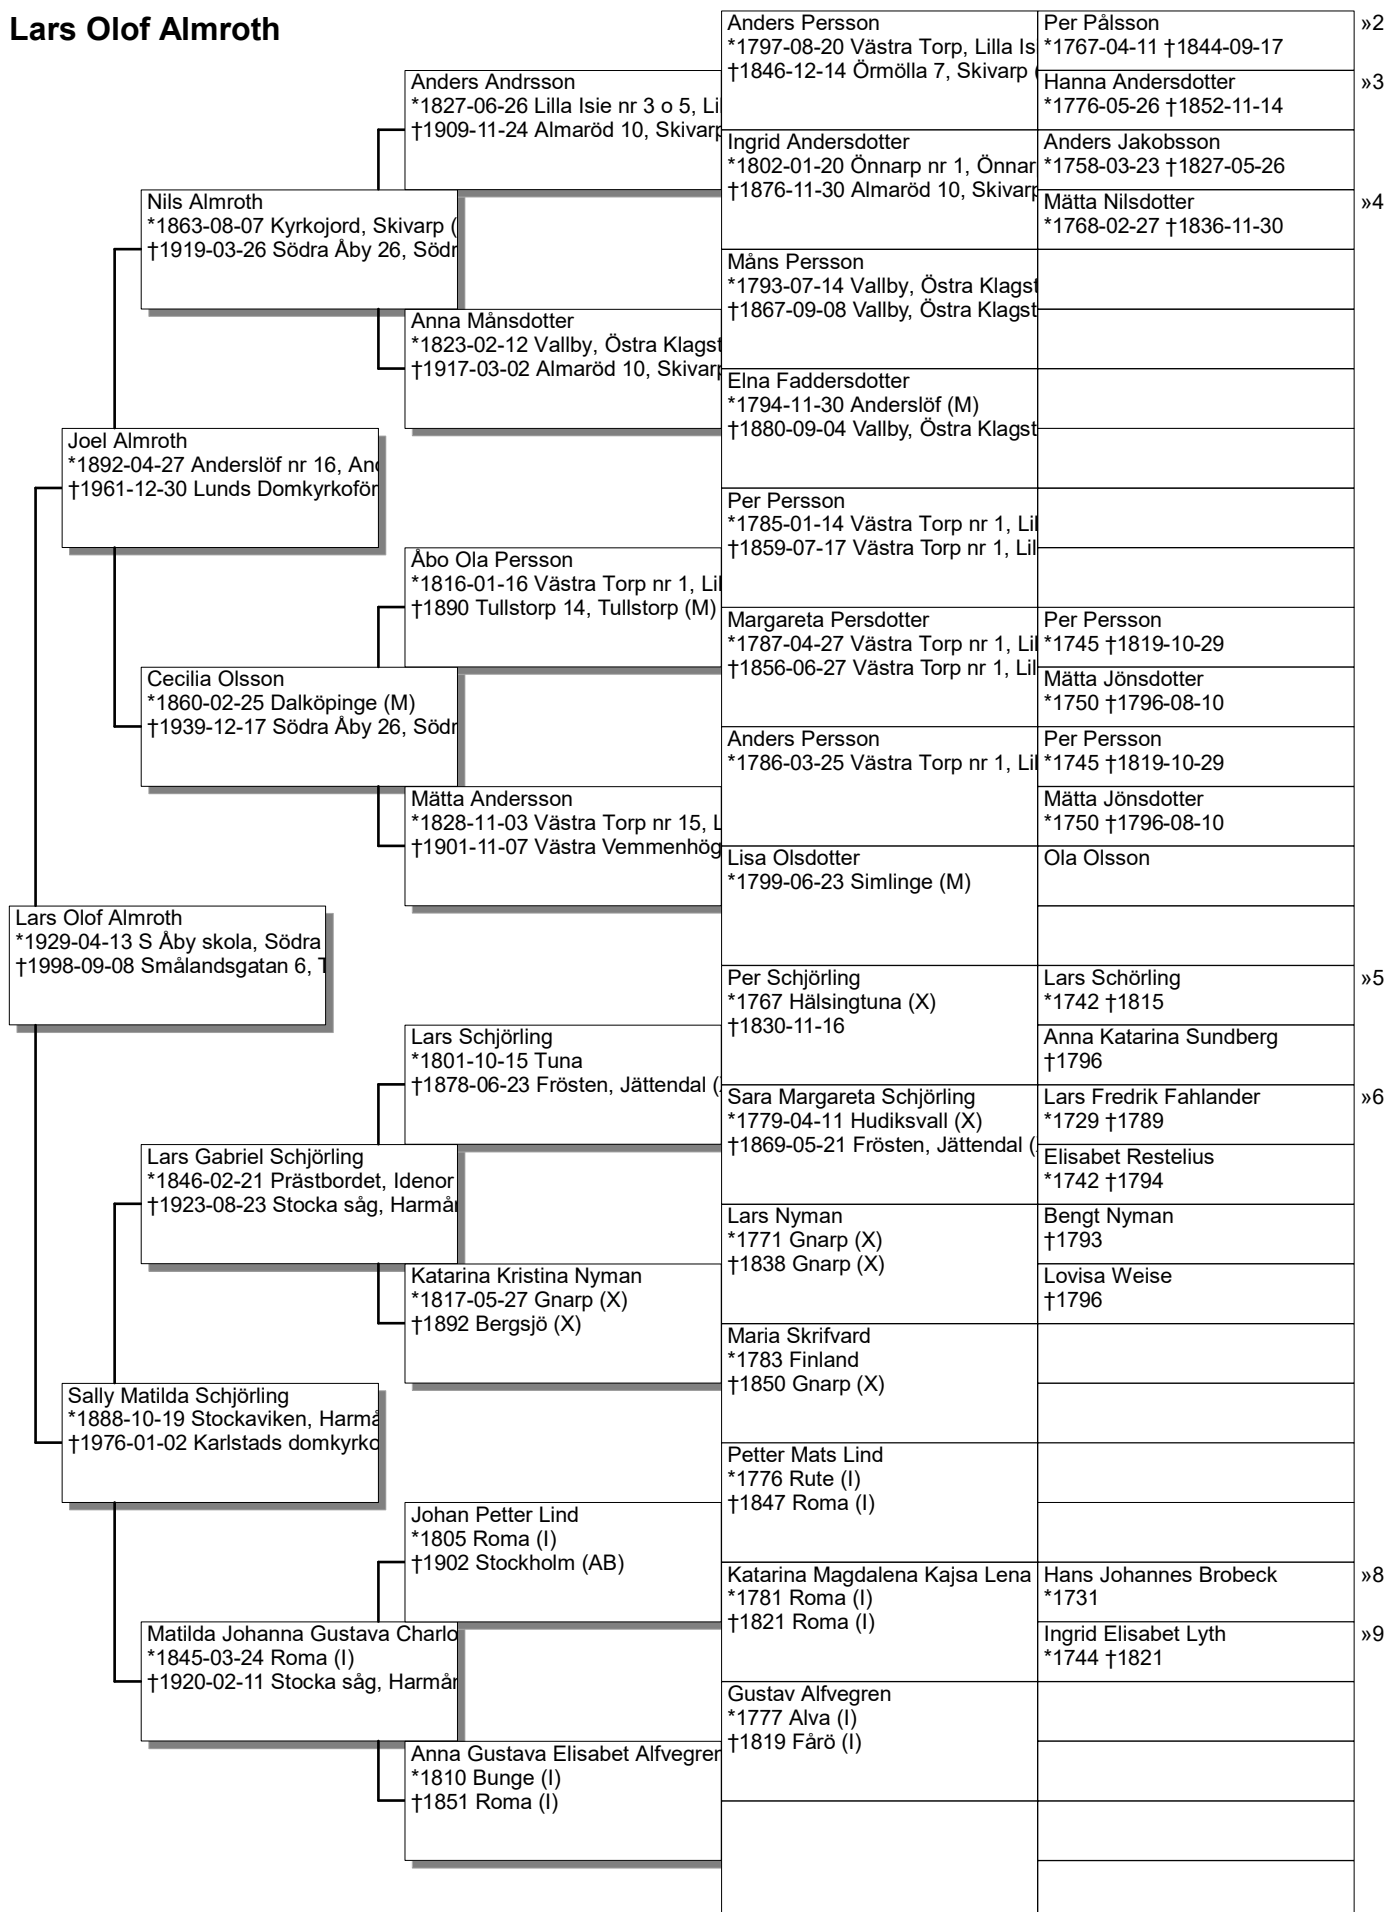 Lars Olof Almroth
Lars Olof Almroth
*1929-04-13 S Åby skola, Södra
†1998-09-08 Smålandsgatan 6,
Joel Almroth
*1892-04-27 Anderslöf nr 16,
†1961-12-30 Lunds
Sally Matilda Schjörling
*1888-10-19 Stockaviken,
†1976-01-02 Karlstads
Nils Almroth
*1863-08-07 Kyrkojord, Skivarp (
†1919-03-26 Södra Åby 26,
Cecilia Olsson
*1860-02-25 Dalköpinge (M)
†1939-12-17 Södra Åby 26,
Lars Gabriel Schjörling
*1846-02-21 Prästbordet, Idenor
†1923-08-23 Stocka såg,
Matilda Johanna Gustava Charlo
*1845-03-24 Roma (I)
†1920-02-11 Stocka såg,
Anders Andrsson
*1827-06-26 Lilla Isie nr 3 o 5, Li
†1909-11-24 Almaröd 10, Skivarp
Anna Månsdotter
*1823-02-12 Vallby, Östra Klagst
†1917-03-02 Almaröd 10, Skivarp
Åbo Ola Persson
*1816-01-16 Västra Torp nr 1, Lil
†1890 Tullstorp 14, Tullstorp (M)
Mätta Andersson
*1828-11-03 Västra Torp nr 15, L
†1901-11-07 Västra Vemmenhög
Lars Schjörling
*1801-10-15 Tuna
†1878-06-23 Frösten, Jättendal (
Katarina Kristina Nyman
*1817-05-27 Gnarp (X)
†1892 Bergsjö (X)
Johan Petter Lind
*1805 Roma (I)
†1902 Stockholm (AB)
Anna Gustava Elisabet Alfvegren
*1810 Bunge (I)
†1851 Roma (I)
Anders Persson
*1797-08-20 Västra Torp, Lilla Is
†1846-12-14 Örmölla 7, Skivarp (
Ingrid Andersdotter
*1802-01-20 Önnarp nr 1, Önnar
†1876-11-30 Almaröd 10, Skivarp
Måns Persson
*1793-07-14 Vallby, Östra Klagst
†1867-09-08 Vallby, Östra Klagst
Elna Faddersdotter
*1794-11-30 Anderslöf (M)
†1880-09-04 Vallby, Östra Klagst
Per Persson
*1785-01-14 Västra Torp nr 1, Lil
†1859-07-17 Västra Torp nr 1, Lil
Margareta Persdotter
*1787-04-27 Västra Torp nr 1, Lil
†1856-06-27 Västra Torp nr 1, Lil
Anders Persson
*1786-03-25 Västra Torp nr 1, Lil
Lisa Olsdotter
*1799-06-23 Simlinge (M)
Per Schjörling
*1767 Hälsingtuna (X)
†1830-11-16
Sara Margareta Schjörling
*1779-04-11 Hudiksvall (X)
†1869-05-21 Frösten, Jättendal (
Lars Nyman
*1771 Gnarp (X)
†1838 Gnarp (X)
Maria Skrifvard
*1783 Finland
†1850 Gnarp (X)
Petter Mats Lind
*1776 Rute (I)
†1847 Roma (I)
Katarina Magdalena Kajsa Lena
*1781 Roma (I)
†1821 Roma (I)
Gustav Alfvegren
*1777 Alva (I)
†1819 Fårö (I)
Per Pålsson »2
*1767-04-11 †1844-09-17
Hanna Andersdotter »3
*1776-05-26 †1852-11-14
Anders Jakobsson
*1758-03-23 †1827-05-26
Mätta Nilsdotter »4
*1768-02-27 †1836-11-30
Per Persson
*1745 †1819-10-29
Mätta Jönsdotter
*1750 †1796-08-10
Per Persson
*1745 †1819-10-29
Mätta Jönsdotter
*1750 †1796-08-10
Ola Olsson
Lars Schörling »5
*1742 †1815
Anna Katarina Sundberg
†1796
Lars Fredrik Fahlander »6
*1729 †1789
Elisabet Restelius
*1742 †1794
Bengt Nyman
†1793
Lovisa Weise
†1796
Hans Johannes Brobeck »8
*1731
Ingrid Elisabet Lyth »9
*1744 †1821